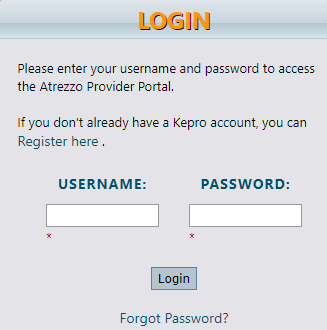 LOGIN
Please enter your username and password to access
the Atrezzo Provider Portal.
If you don't already have a Kepro account, you can
Register here .
USERNAME: PASSWORD:
* *
Login
Forgot Password?